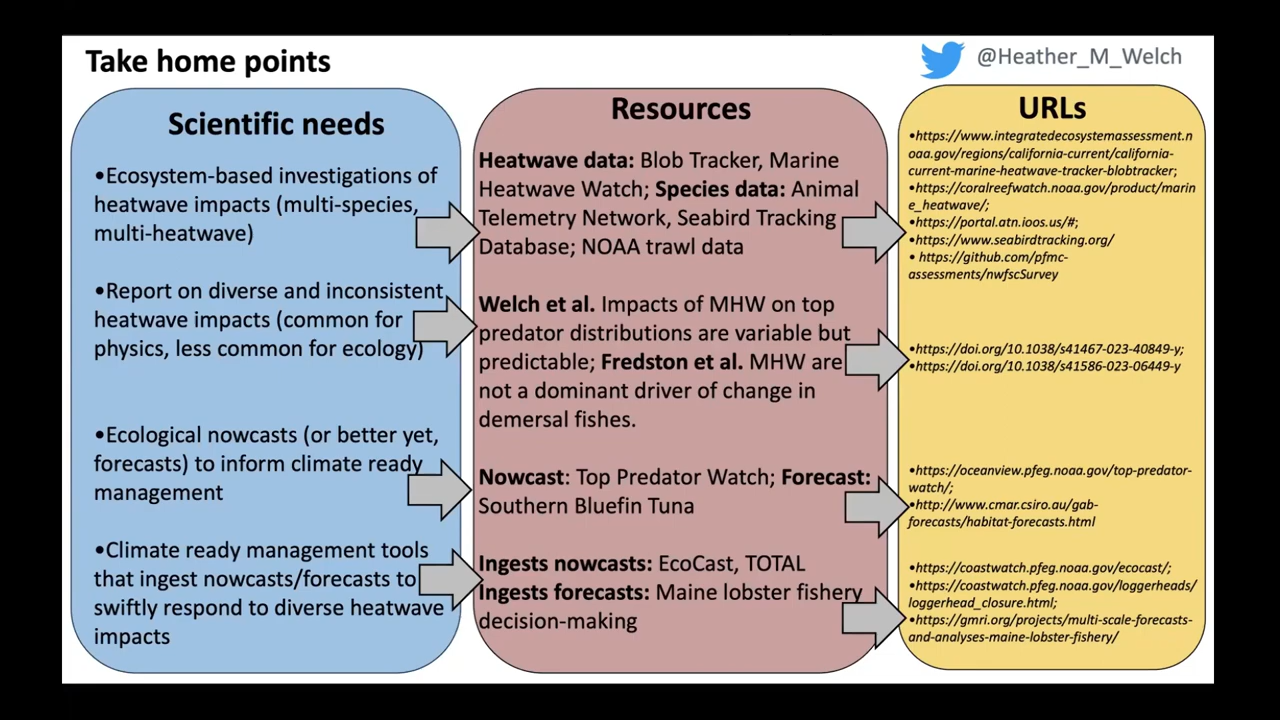 Take home points
@Heather_M_Welch
Scientific needs
•Ecosystem-based investigations of
heatwave impacts (multi-species,
multi-heatwave)
•Report on diverse and inconsistent
heatwave impacts (common for
physics, less common for ecology)
•Ecological nowcasts (or better yet,
forecasts) to inform climate ready
management
•Climate ready management tools
that ingest nowcasts/forecasts to
swiftly respond to diverse heatwave
impacts
Resources
Heatwave data: Blob Tracker, Marine
Heatwave Watch; Species data: Animal
Telemetry Network, Seabird Tracking
Database; NOAA trawl data
Welch et al. Impacts of MHW on top
predator distributions are variable but
predictable; Fredston et al. MHW are
not a dominant driver of change in
demersal fishes.
Nowcast: Top Predator Watch; Forecast:
Southern Bluefin Tuna
Ingests nowcasts: EcoCast, TOTAL
Ingests forecasts: Maine lobster fishery
decision-making
URLs
•https://www.integratedecosystemassessment.n
oaa.gov/regions/california-current/california-
current-marine-heatwave-tracker-blobtracker;
•https://coralreefwatch.noaa.gov/product/marin
e_heatwave/;
•https://portal.atn.ioos.us/#;
•https://www.seabirdtracking.org/
• https://github.com/pfmc-
assessments/nwfscSurvey
•https://doi.org/10.1038/s41467-023-40849-y;
•https://doi.org/10.1038/s41586-023-06449-y
•https://oceanview.pfeg.noaa.gov/top-predator-
watch/;
•http://www.cmar.csiro.au/gab-
forecasts/habitat-forecasts.html
•https://coastwatch.pfeg.noaa.gov/ecocast/;
•https://coastwatch.pfeg.noaa.gov/loggerheads/
loggerhead_closure.html;
•https://gmri.org/projects/multi-scale-forecasts-
and-analyses-maine-lobster-fishery/